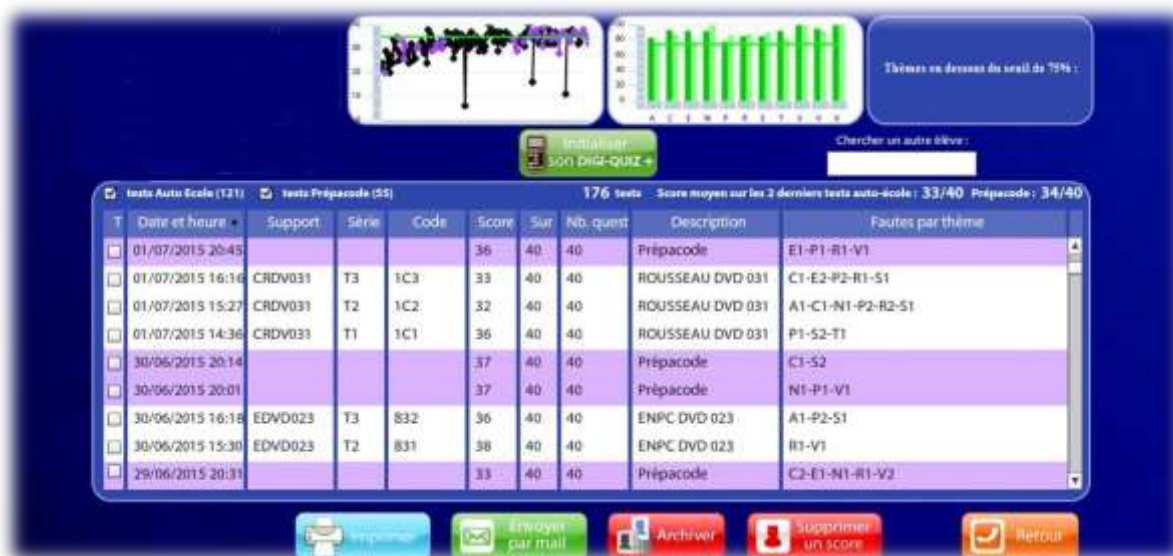 Thèmes en dessous du seuil de 75% :
A C E N P R S T U V X
Initialiser
son DIGI-QUIZ +
Chercher un autre élève :
tests Auto Ecole (121) tests Prépacode (55) 176 tests Score moyen sur les 2 derniers tests auto-école : 33/40 Prépacode : 34/40
T Date et heure Support Série Code Score Sur Nb. quest Description Fautes par thème
01/07/2015 20:45 36 40 40 Prépacode E1-P1-R1-V1
01/07/2015 16:16 CRDV031 T3 1C3 33 40 40 ROUSSEAU DVD 031 C1-E2-P2-R1-S1
01/07/2015 15:27 CRDV031 T2 1C2 32 40 40 ROUSSEAU DVD 031 A1-C1-N1-P2-R2-S1
01/07/2015 14:36 CRDV031 T1 1C1 36 40 40 ROUSSEAU DVD 031 P1-S2-T1
30/06/2015 20:14 37 40 40 Prépacode C1-S2
30/06/2015 20:01 37 40 40 Prépacode N1-P1-V1
30/06/2015 16:18 EDVD023 T3 832 36 40 40 ENPC DVD 023 A1-P2-S1
30/06/2015 15:30 EDVD023 T2 831 38 40 40 ENPC DVD 023 R1-V1
29/06/2015 20:31 33 40 40 Prépacode C2-E1-N1-R1-V2
Imprimer Envoyer par mail Archiver Supprimer un score Retour